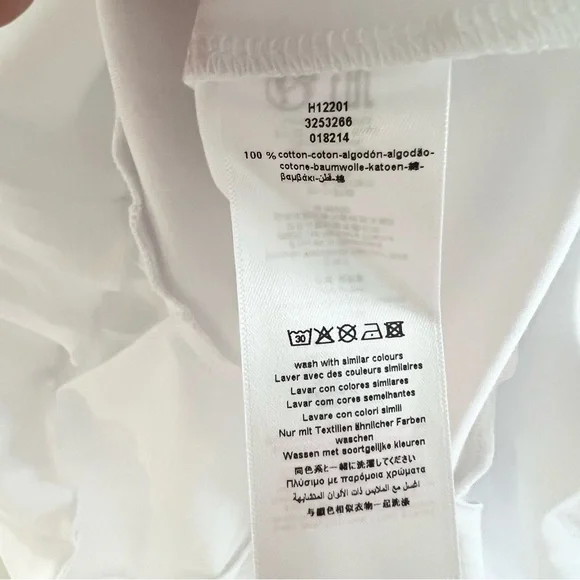 H12201
3253266
018214
100 % cotton-coton-algodón-algodão-
cotone-baumwolle-katoen-綿-
βαμβάκι-قطن-棉
30
wash with similar colours
Laver avec des couleurs similaires
Lavar con colores similares
Lavar com cores semelhantes
Lavare con colori simili
Nur mit Textilien ähnlicher Farben
waschen
Wassen met soortgelijke kleuren
同色系と一緒に洗濯してください
Πλύσιμο με παρόμοια χρώματα
اغسل مع الملابس ذات الألوان المتشابهة
与颜色相似衣物一起洗涤